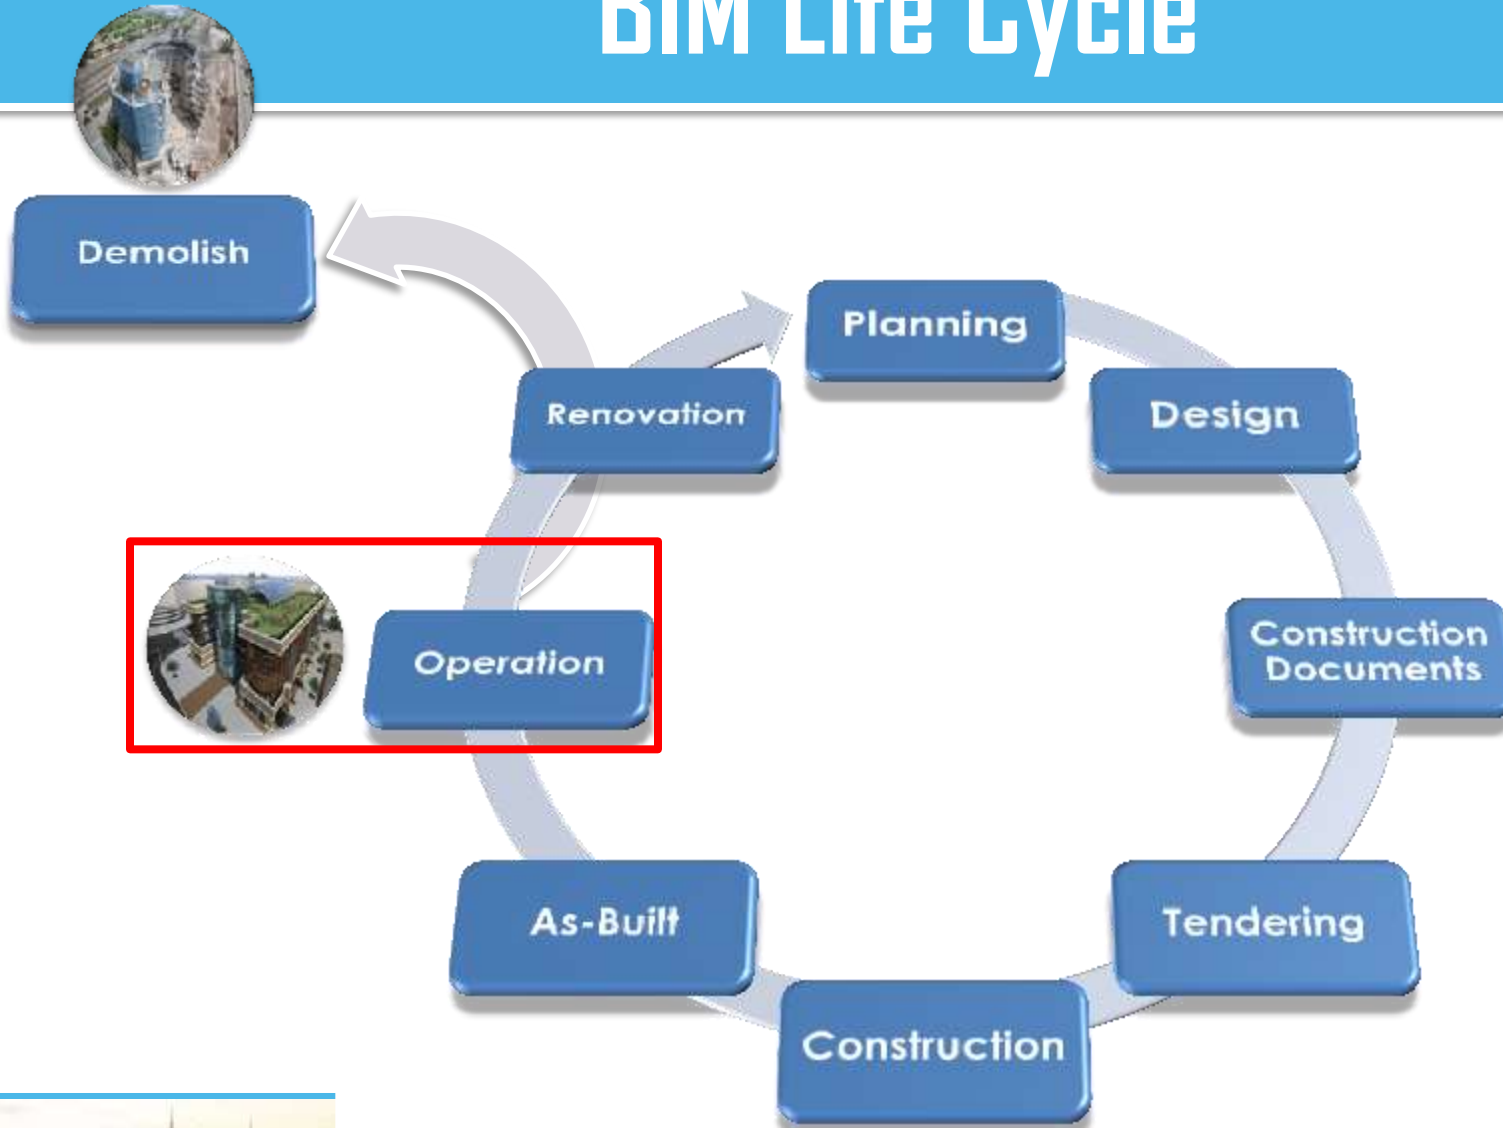 BIM Life Cycle
Demolish
Planning
Renovation
Design
Operation
Construction
Documents
As-Built
Tendering
Construction